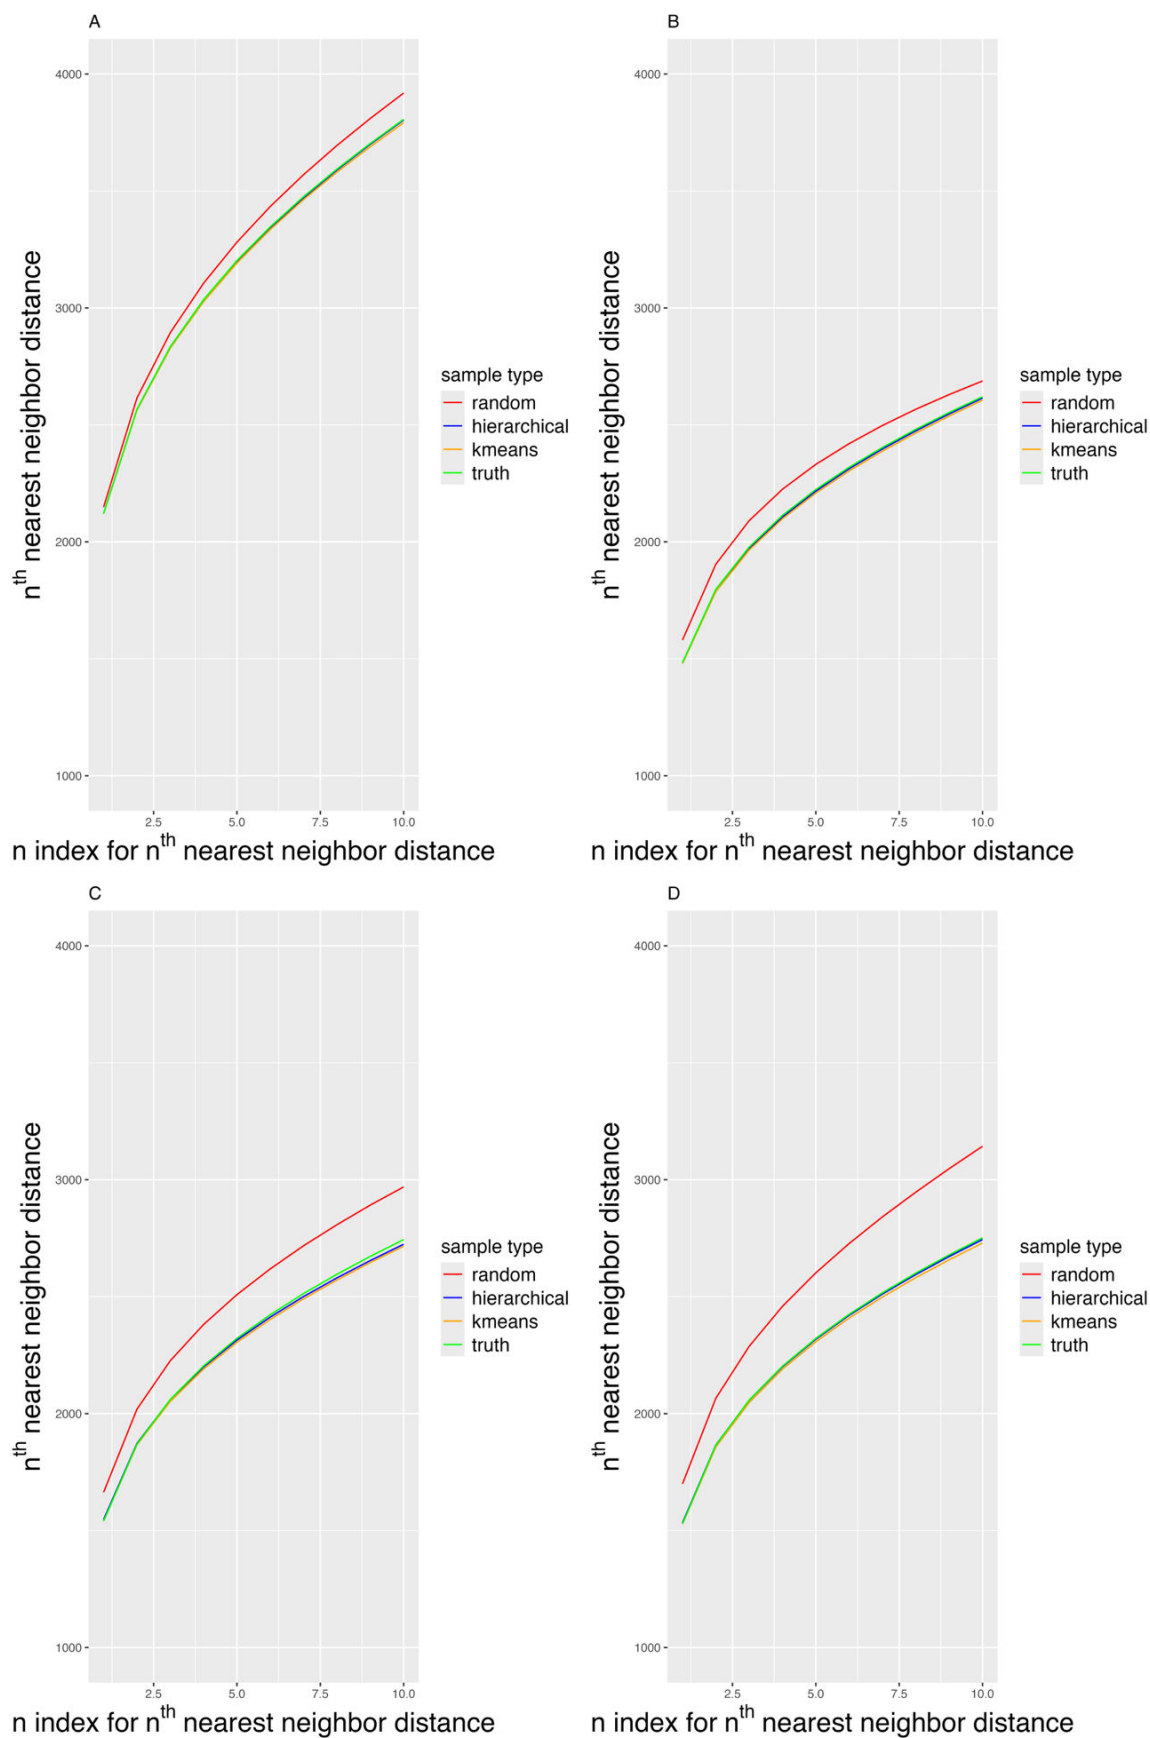 A
4000
3000
2000
1000
nth nearest neighbor distance
2.5 5.0 7.5 10.0
n index for nth nearest neighbor distance
sample type
random
hierarchical
kmeans
truth
B
4000
3000
2000
1000
nth nearest neighbor distance
2.5 5.0 7.5 10.0
n index for nth nearest neighbor distance
sample type
random
hierarchical
kmeans
truth
C
4000
3000
2000
1000
nth nearest neighbor distance
2.5 5.0 7.5 10.0
n index for nth nearest neighbor distance
sample type
random
hierarchical
kmeans
truth
D
4000
3000
2000
1000
nth nearest neighbor distance
2.5 5.0 7.5 10.0
n index for nth nearest neighbor distance
sample type
random
hierarchical
kmeans
truth